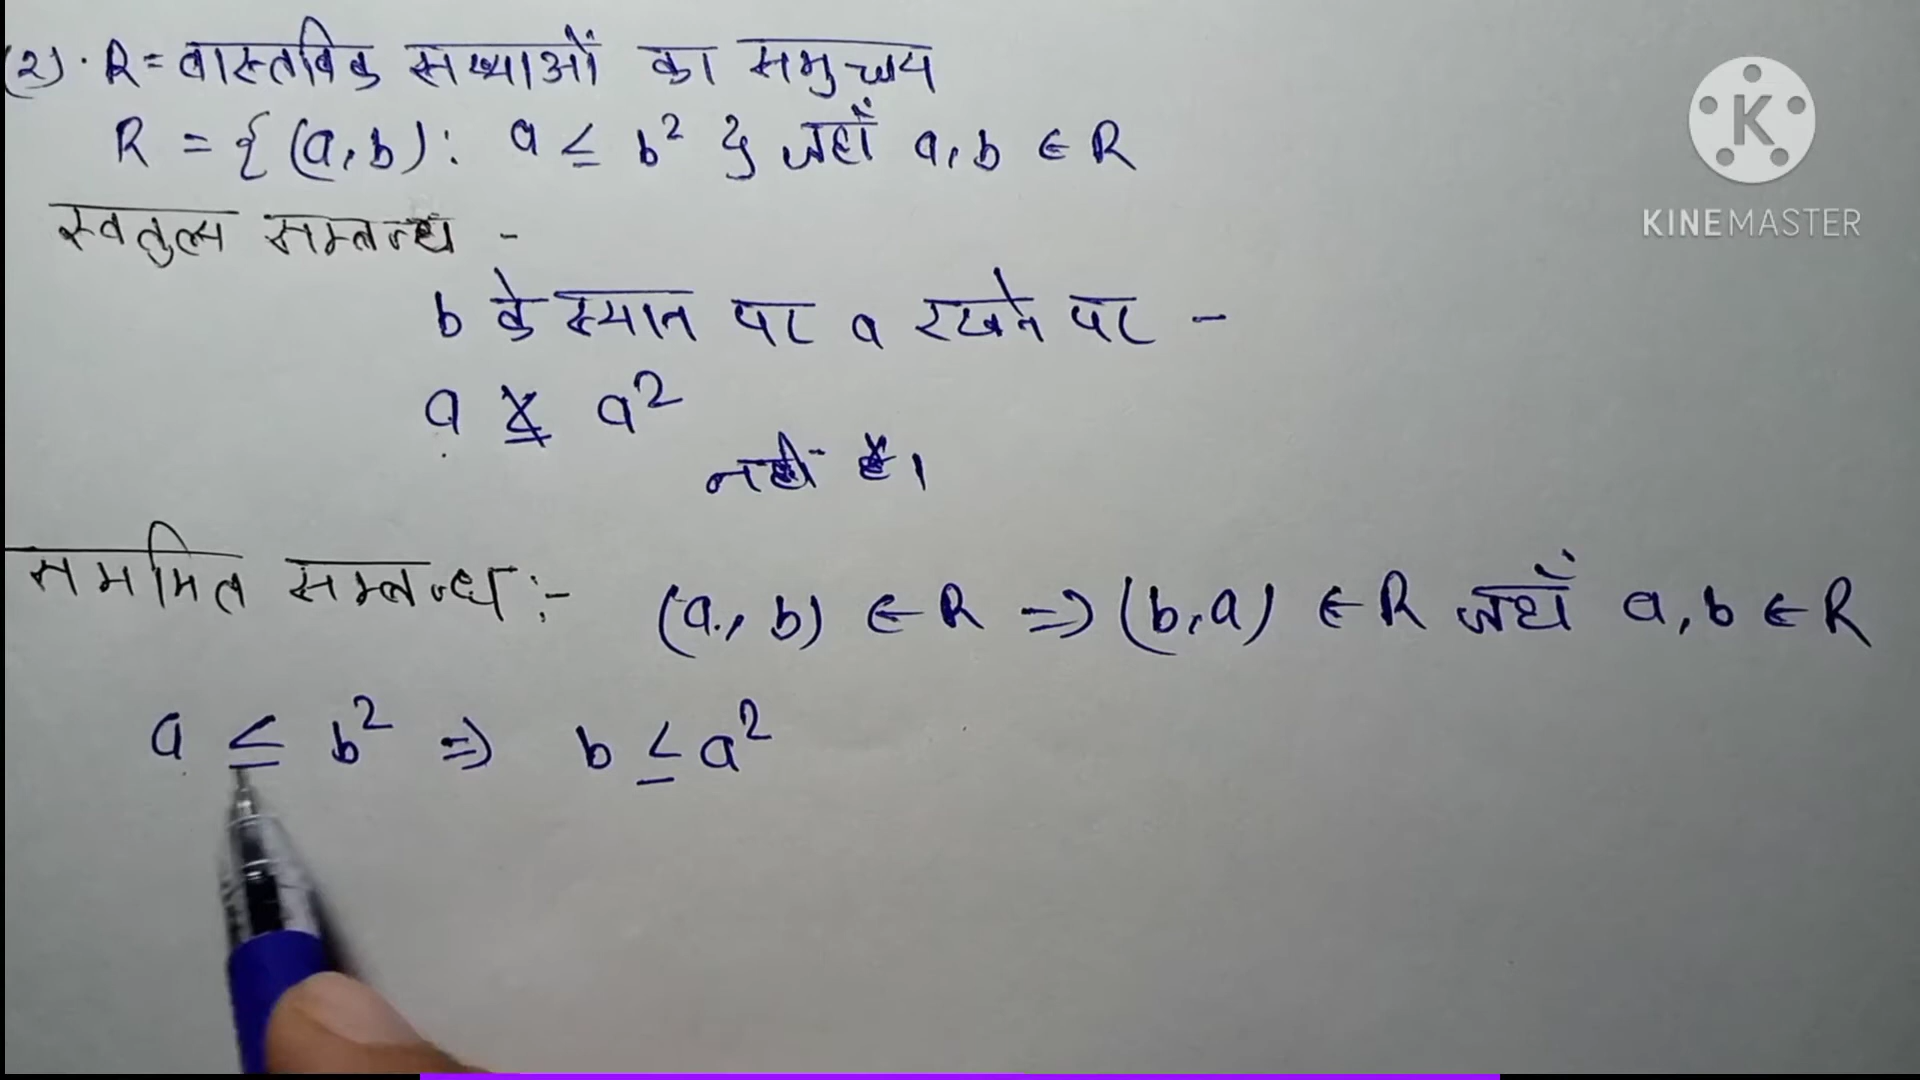 (2). R = वास्तविक सख्याओं का समुच्चय
R = {(a,b): a ≤ b² } जहाँ a, b ∈ R
स्वतुल्य सम्बन्ध -
b के स्थान पर a रखने पर -
a ≰ a²
नही है।
सममित सम्बन्ध :- (a, b) ∈ R ⇒ (b,a) ∈ R जहाँ a, b ∈ R
a ≤ b² ⇒ b ≤ a²
K
KINEMASTER